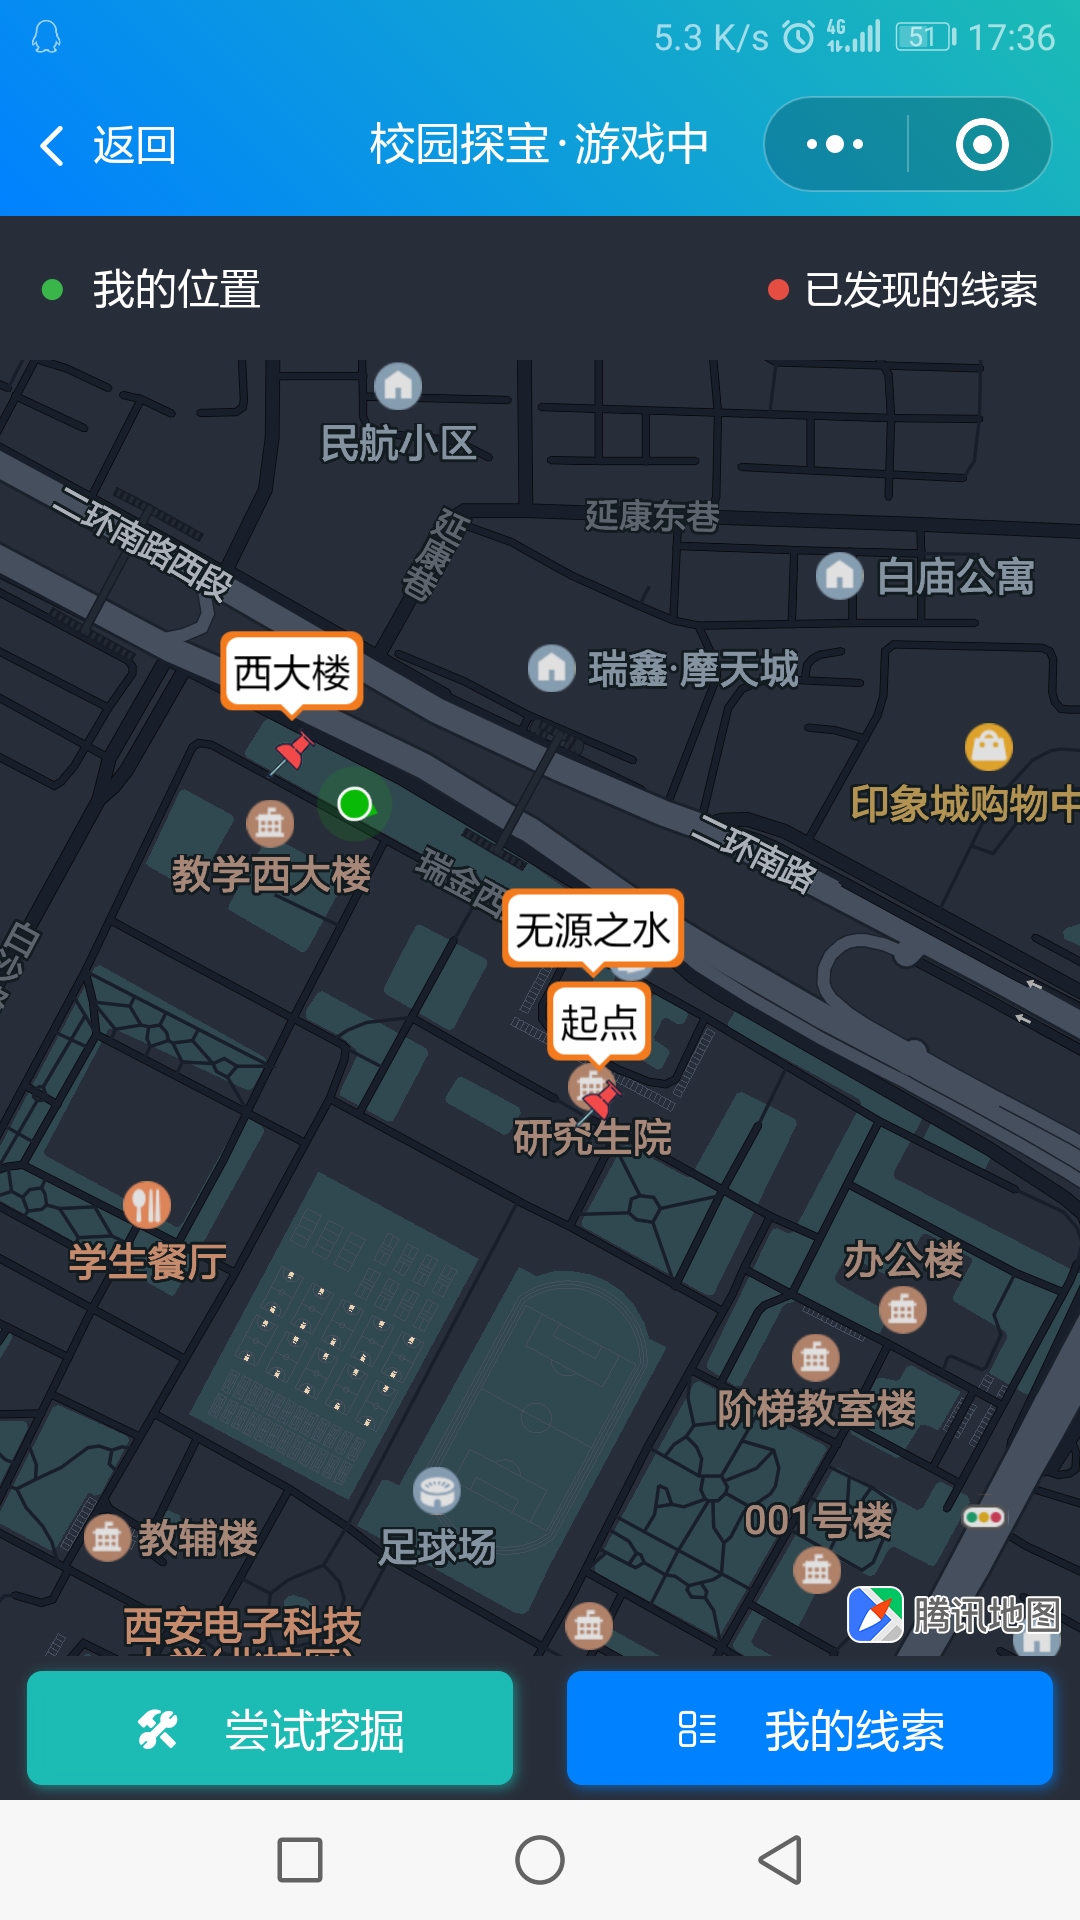 5.3 K/s 4G 51 17:36
返回 校园探宝·游戏中
我的位置 已发现的线索
民航小区
延康东巷
延康巷
二环南路西段
白庙公寓
瑞鑫·摩天城
西大楼
印象城购物中
二环南路
教学西大楼
瑞金西
无源之水
起点
研究生院
学生餐厅
办公楼
阶梯教室楼
001号楼
足球场
教辅楼
西安电子科技
腾讯地图
尝试挖掘 我的线索